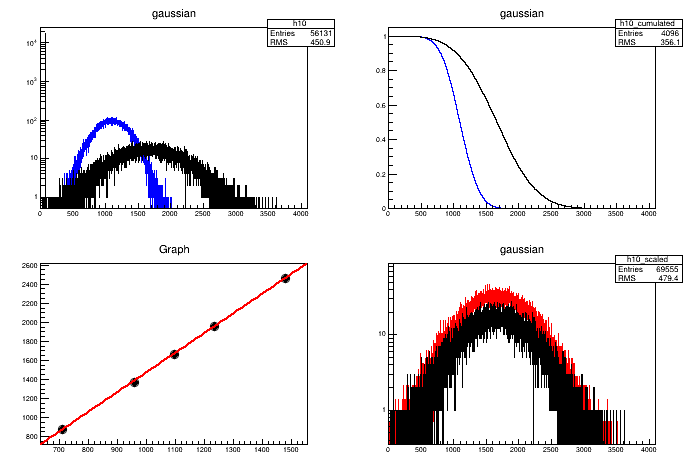 gaussian
h10
Entries 56131
RMS 450.9
10⁴
10³
10²
10
1
0 500 1000 1500 2000 2500 3000 3500 4000
gaussian
h10_cumulated
Entries 4096
RMS 356.1
1
0.8
0.6
0.4
0.2
0
0 500 1000 1500 2000 2500 3000 3500 4000
Graph
2600
2400
2200
2000
1800
1600
1400
1200
1000
800
700 800 900 1000 1100 1200 1300 1400 1500
gaussian
h10_scaled
Entries 69555
RMS 479.4
10
1
0 500 1000 1500 2000 2500 3000 3500 4000